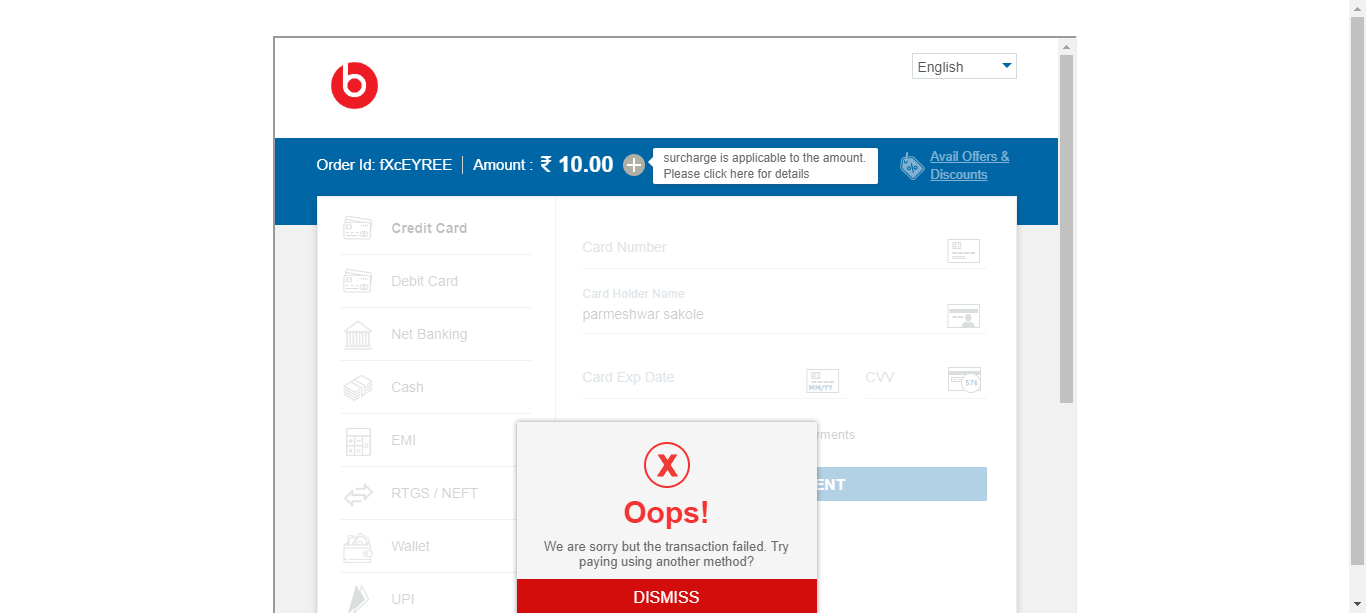 English
Order Id: fXcEYREE
Amount : ₹ 10.00
surcharge is applicable to the amount.
Please click here for details
Avail Offers &
Discounts
Credit Card
Debit Card
Net Banking
Cash
EMI
RTGS / NEFT
Wallet
UPI
Card Number
Card Holder Name
parmeshwar sakole
Card Exp Date
MM/YY
CVV
576
yments
ENT
X
Oops!
We are sorry but the transaction failed. Try
paying using another method?
DISMISS